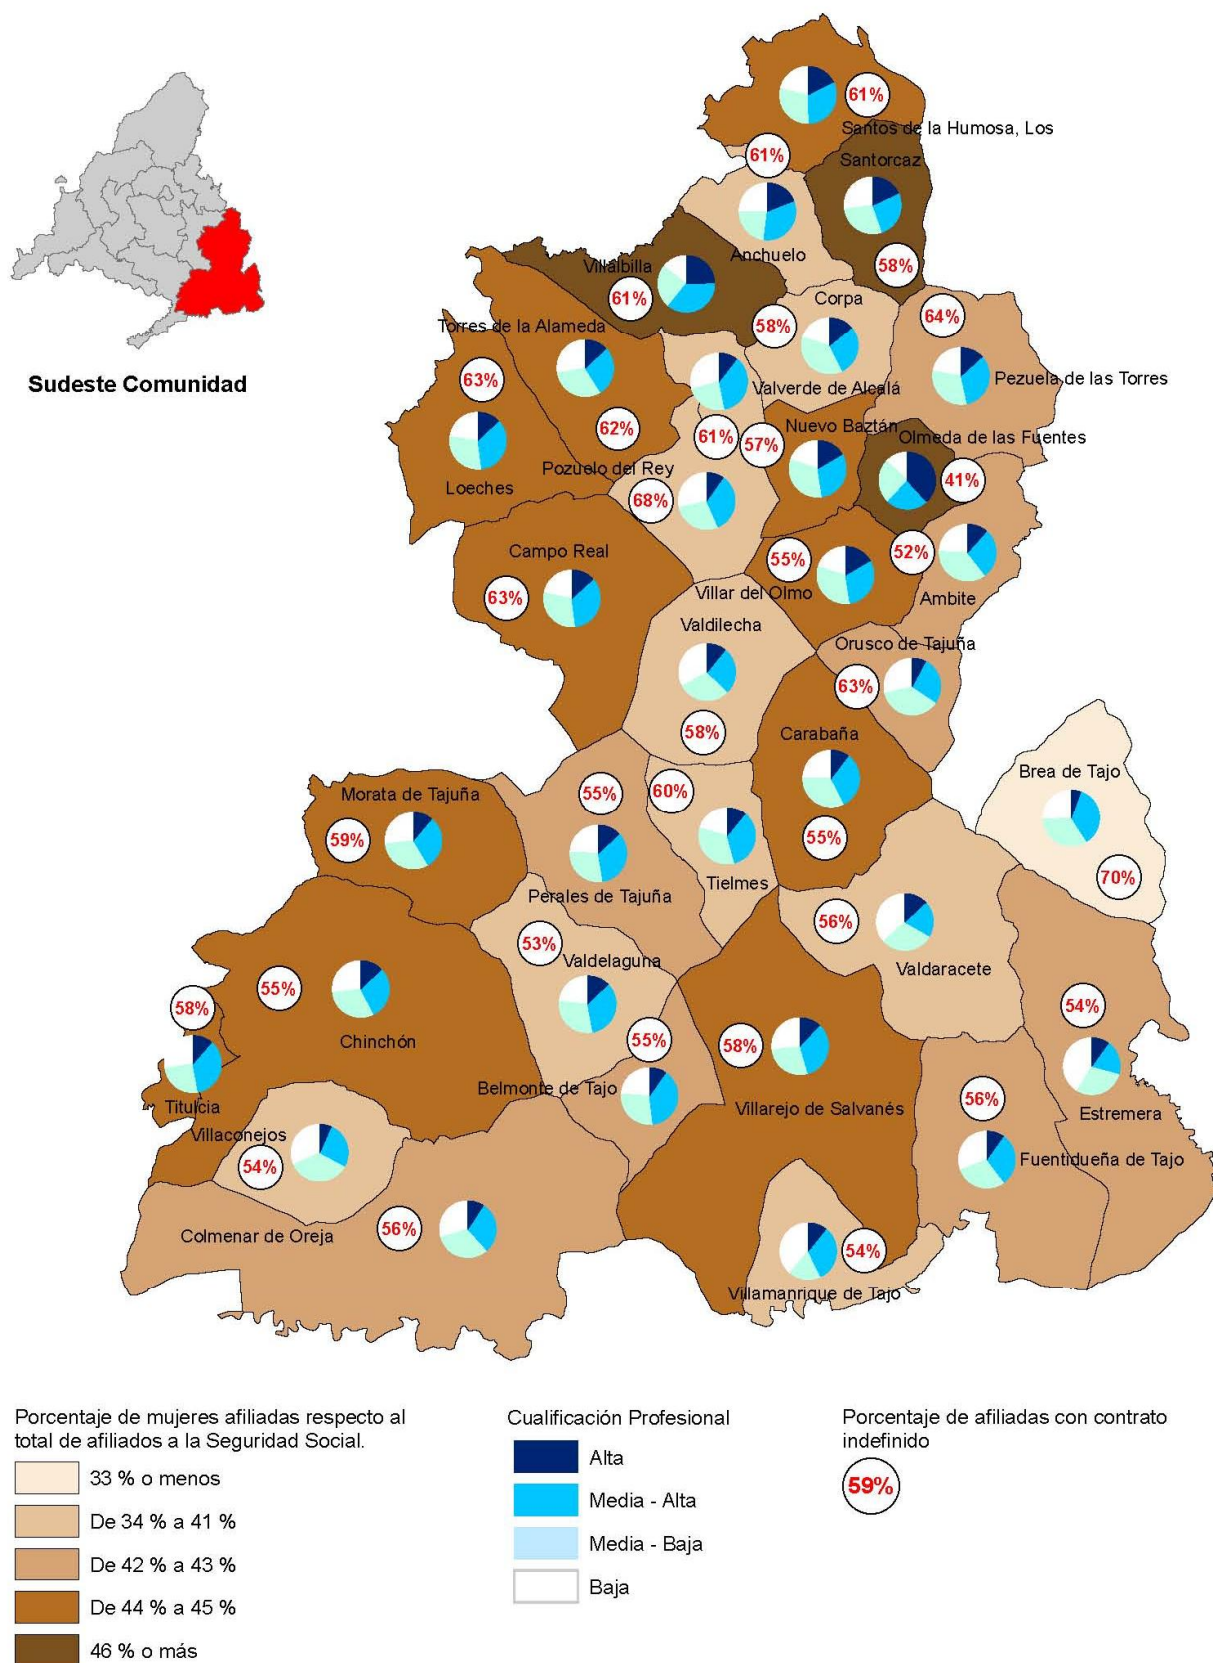 61%
Santos de la Humosa, Los
61%
Santorcaz
Anchuelo
58%
Villalbilla
61%
Corpa
58%
64%
Torres de la Alameda
63%
Valverde de Alcalá
Pezuela de las Torres
62%
61%
57%
Nuevo Baztán
Olmeda de las Fuentes
41%
Pozuelo del Rey
68%
Loeches
Campo Real
63%
55%
52%
Villar del Olmo
Ambite
Valdilecha
Orusco de Tajuña
63%
58%
Carabaña
55%
Brea de Tajo
70%
Morata de Tajuña
59%
55%
60%
Tielmes
Perales de Tajuña
53%
Valdelaguna
56%
Valdaracete
55%
58%
Chinchón
55%
58%
54%
Titulcia
Belmonte de Tajo
Villarejo de Salvanés
56%
Estremera
Villaconejos
54%
Fuentidueña de Tajo
Colmenar de Oreja
56%
54%
Villamanrique de Tajo
Sudeste Comunidad
Porcentaje de mujeres afiliadas respecto al
total de afiliados a la Seguridad Social.
33 % o menos
De 34 % a 41 %
De 42 % a 43 %
De 44 % a 45 %
46 % o más
Cualificación Profesional
Alta
Media - Alta
Media - Baja
Baja
Porcentaje de afiliadas con contrato
indefinido
59%